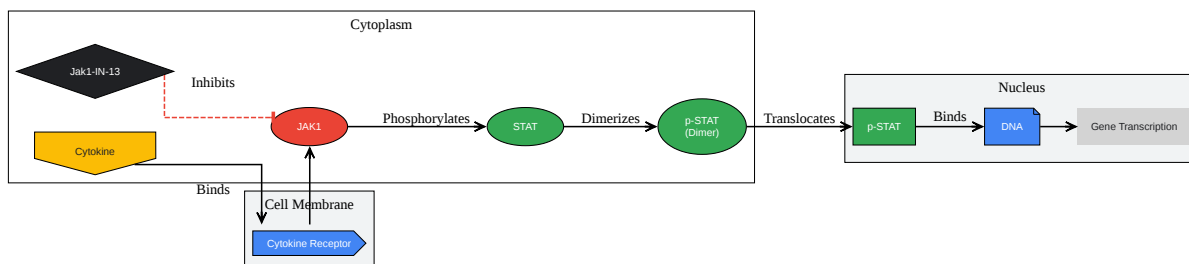 Cytoplasm
Jak1-IN-13
Inhibits
Nucleus
JAK1
Phosphorylates
STAT
Dimerizes
p-STAT
(Dimer)
Translocates
p-STAT
Binds
DNA
Gene Transcription
Cytokine
Binds
Cell Membrane
Cytokine Receptor